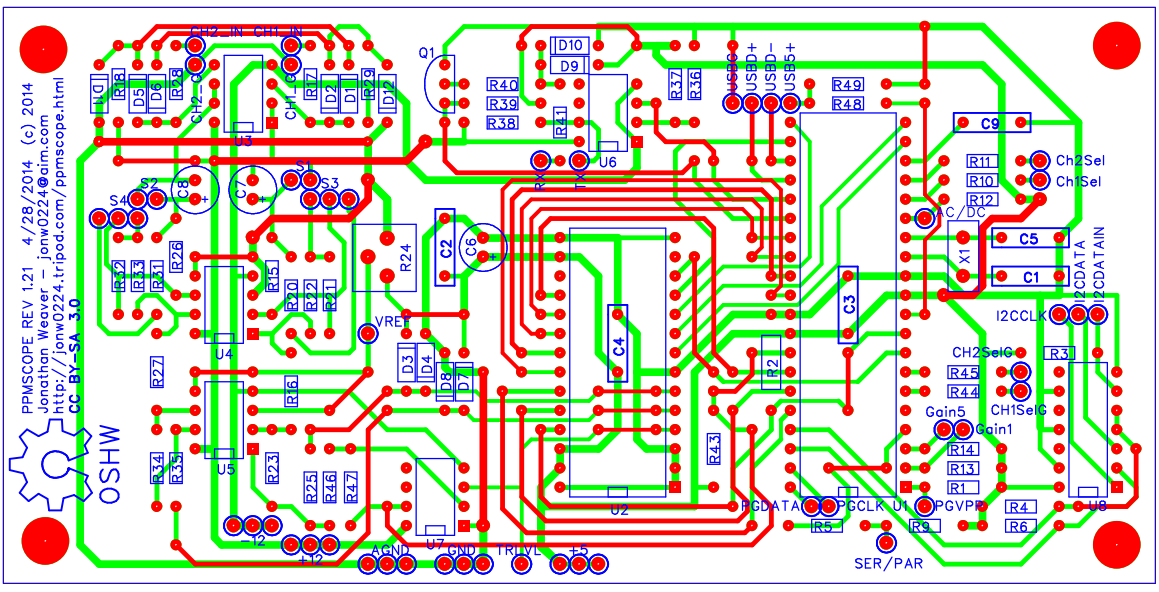 PPMSCOPE REV 1.21 4/28/2014 (c) 2014
Jonathan Weaver - jonw0224@aim.com
http://jonw0224.tripod.com/ppmscope.html
CC BY-SA 3.0
OSHW
CH2_IN CH1_IN
Q1
D10
D9
USBD+
USBD-
USB5+
D11
R18
D5
D6
R28
U3
R17
D2
D1
R29
D12
R40
R39
R38
R41
U6
R37
R36
R49
R48
C9
RX
TX
R11
R10
R12
Ch2Sel
Ch1Sel
AC/DC
S2
S4
C8
C7
S1
S3
R24
C2
C6
X1
C5
C1
I2CDATA
I2CDATAIN
I2CCLK
R32
R33
R31
R26
R15
R20
R22
R21
VREF
C3
C4
U4
R27
R16
D3
D4
D8
D7
R2
CH2SelG
R45
R44
CH1SelG
R3
Gain5
Gain1
R34
R35
U5
R23
R25
R46
R47
R43
R14
R13
R1
U7
U2
PGDATA
PGCLK
U1
PGVPP
R5
R9
R4
R6
U8
-12
+12
AGND
GND
+5
SER/PAR